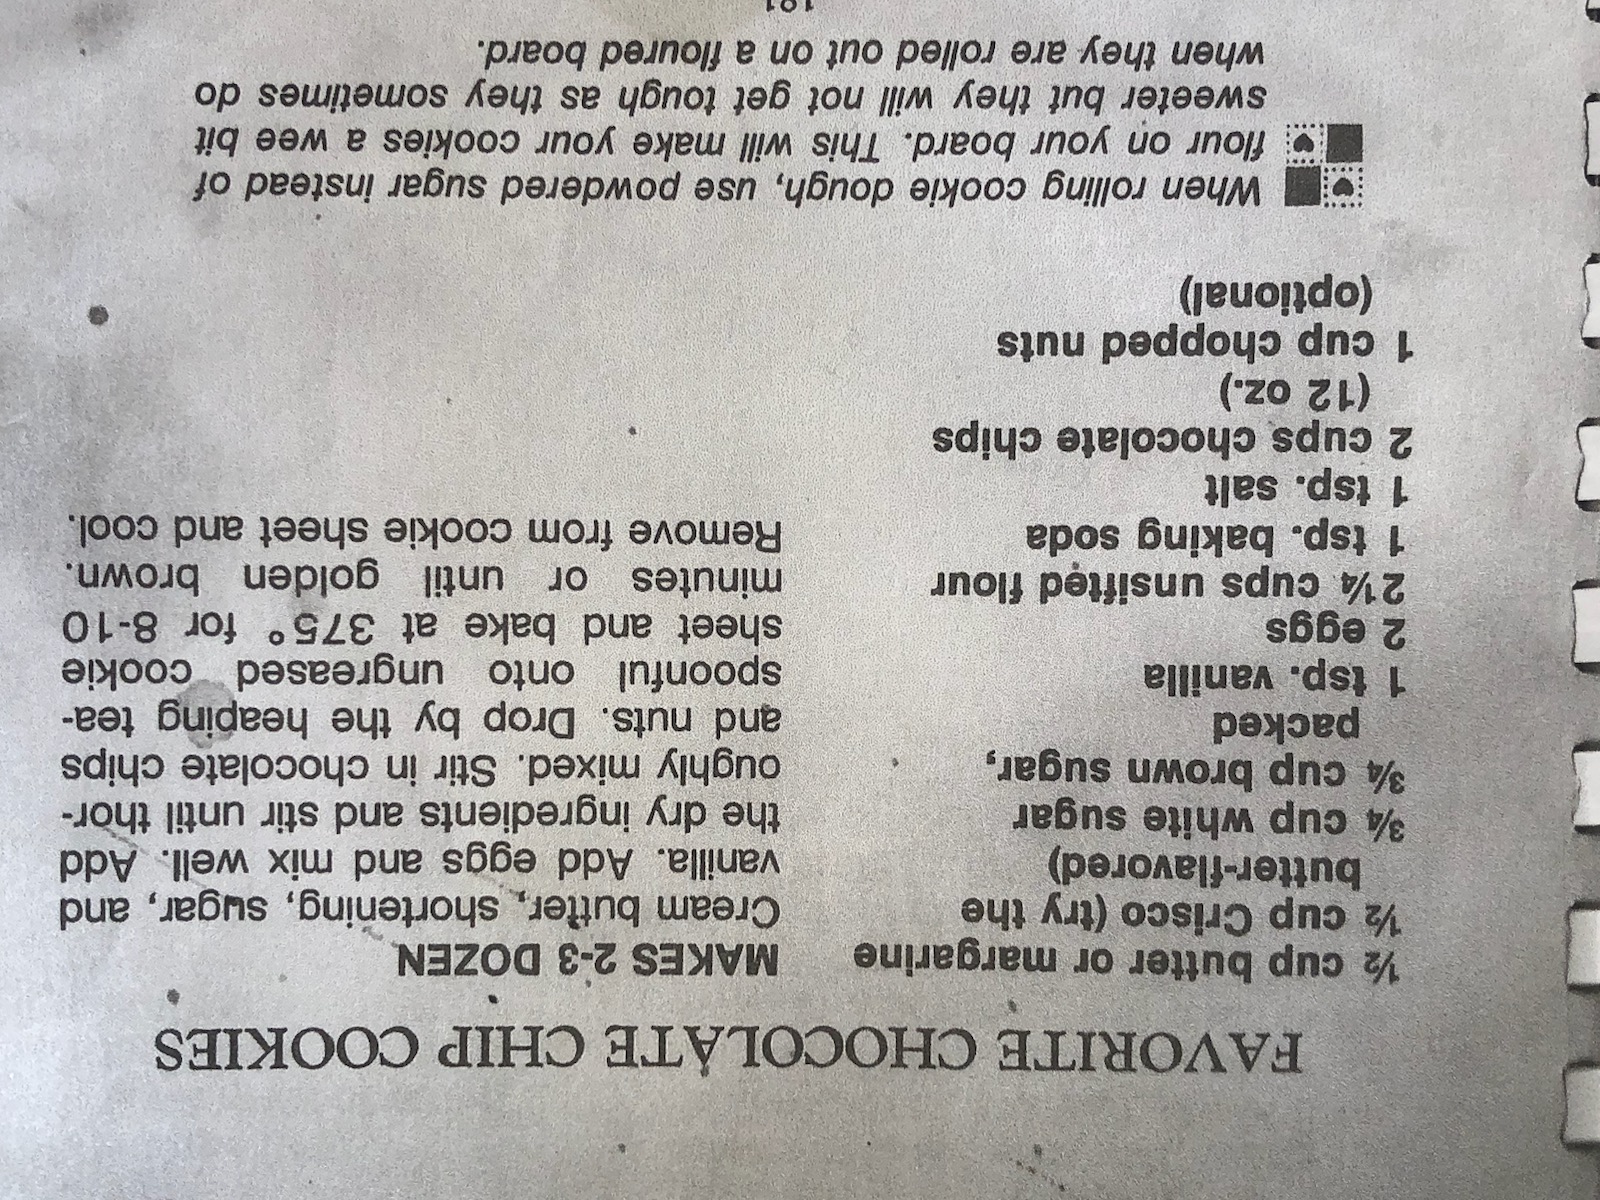 FAVORITE CHOCOLATE CHIP COOKIES
½ cup butter or margarine
½ cup Crisco (try the
butter-flavored)
¾ cup white sugar
¾ cup brown sugar,
packed
1 tsp. vanilla
2 eggs
2¼ cups unsifted flour
1 tsp. baking soda
1 tsp. salt
2 cups chocolate chips
(12 oz.)
1 cup chopped nuts
(optional)
MAKES 2-3 DOZEN
Cream butter, shortening, sugar, and
vanilla. Add eggs and mix well. Add
the dry ingredients and stir until thor-
oughly mixed. Stir in chocolate chips
and nuts. Drop by the heaping tea-
spoonful onto ungreased cookie
sheet and bake at 375° for 8-10
minutes or until golden brown.
Remove from cookie sheet and cool.
When rolling cookie dough, use powdered sugar instead of
flour on your board. This will make your cookies a wee bit
sweeter but they will not get tough as they sometimes do
when they are rolled out on a floured board.